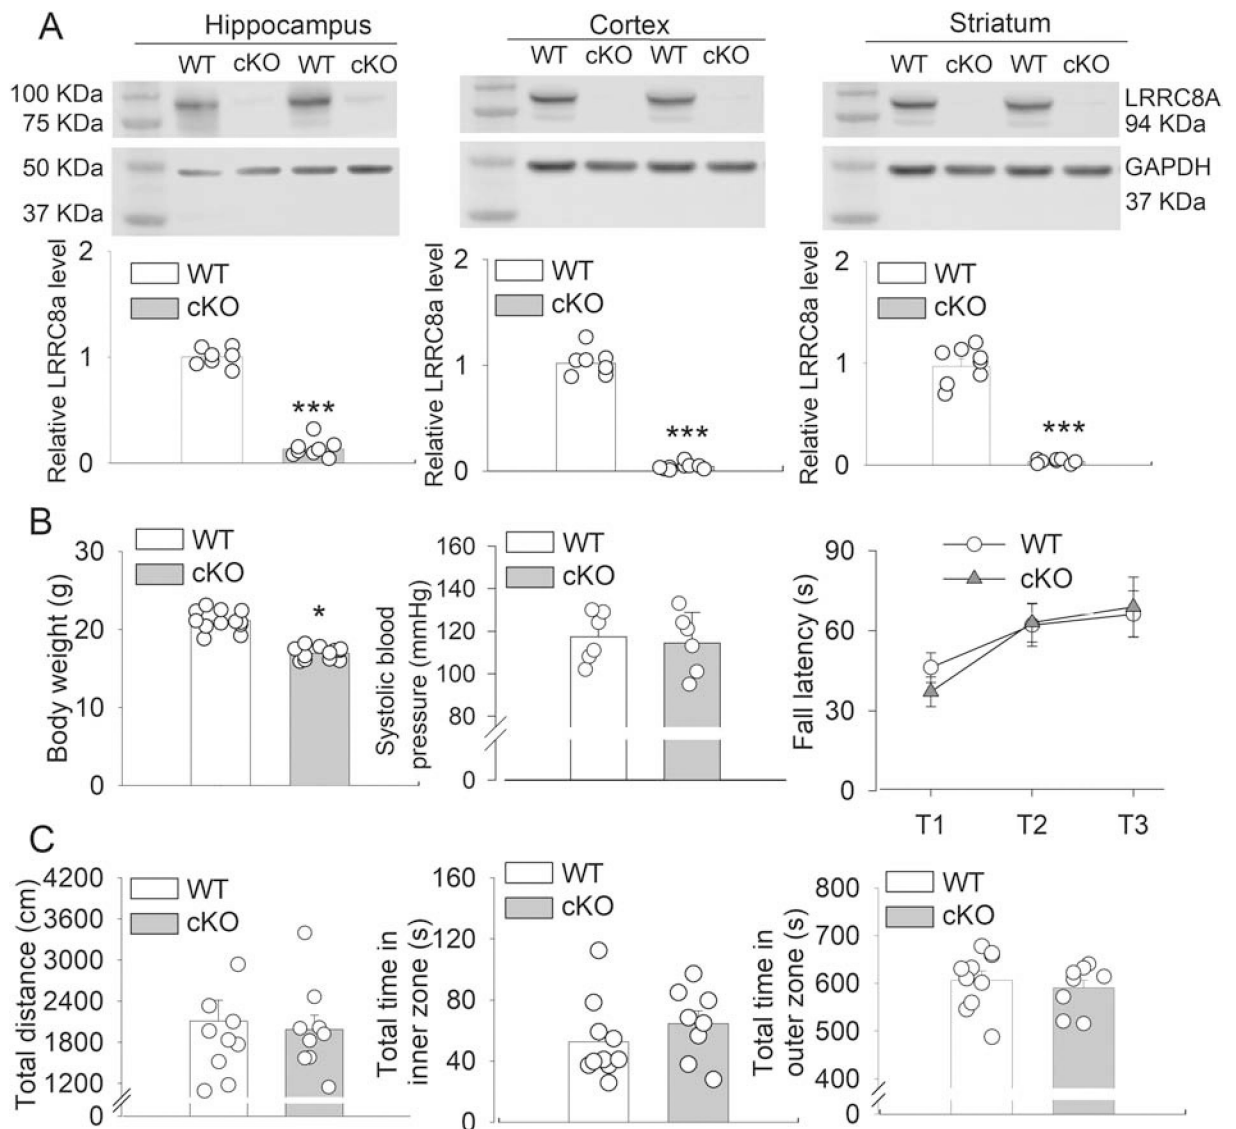 A
Hippocampus
Cortex
Striatum
WT cKO WT cKO
WT cKO WT cKO
WT cKO WT cKO
100 KDa
75 KDa
50 KDa
37 KDa
LRRC8A
94 KDa
GAPDH
37 KDa
Relative LRRC8a level
2
1
0
WT
cKO
***
Relative LRRC8a level
2
1
0
WT
cKO
***
Relative LRRC8a level
2
1
0
WT
cKO
***
B
Body weight (g)
30
20
10
0
WT
cKO
*
Systolic blood
pressure (mmHg)
160
140
120
100
80
0
WT
cKO
Fall latency (s)
90
60
30
0
WT
cKO
T1 T2 T3
C
Total distance (cm)
4200
3600
3000
2400
1800
1200
0
WT
cKO
Total time in
inner zone (s)
160
120
80
40
0
WT
cKO
Total time in
outer zone (s)
800
700
600
500
400
0
WT
cKO